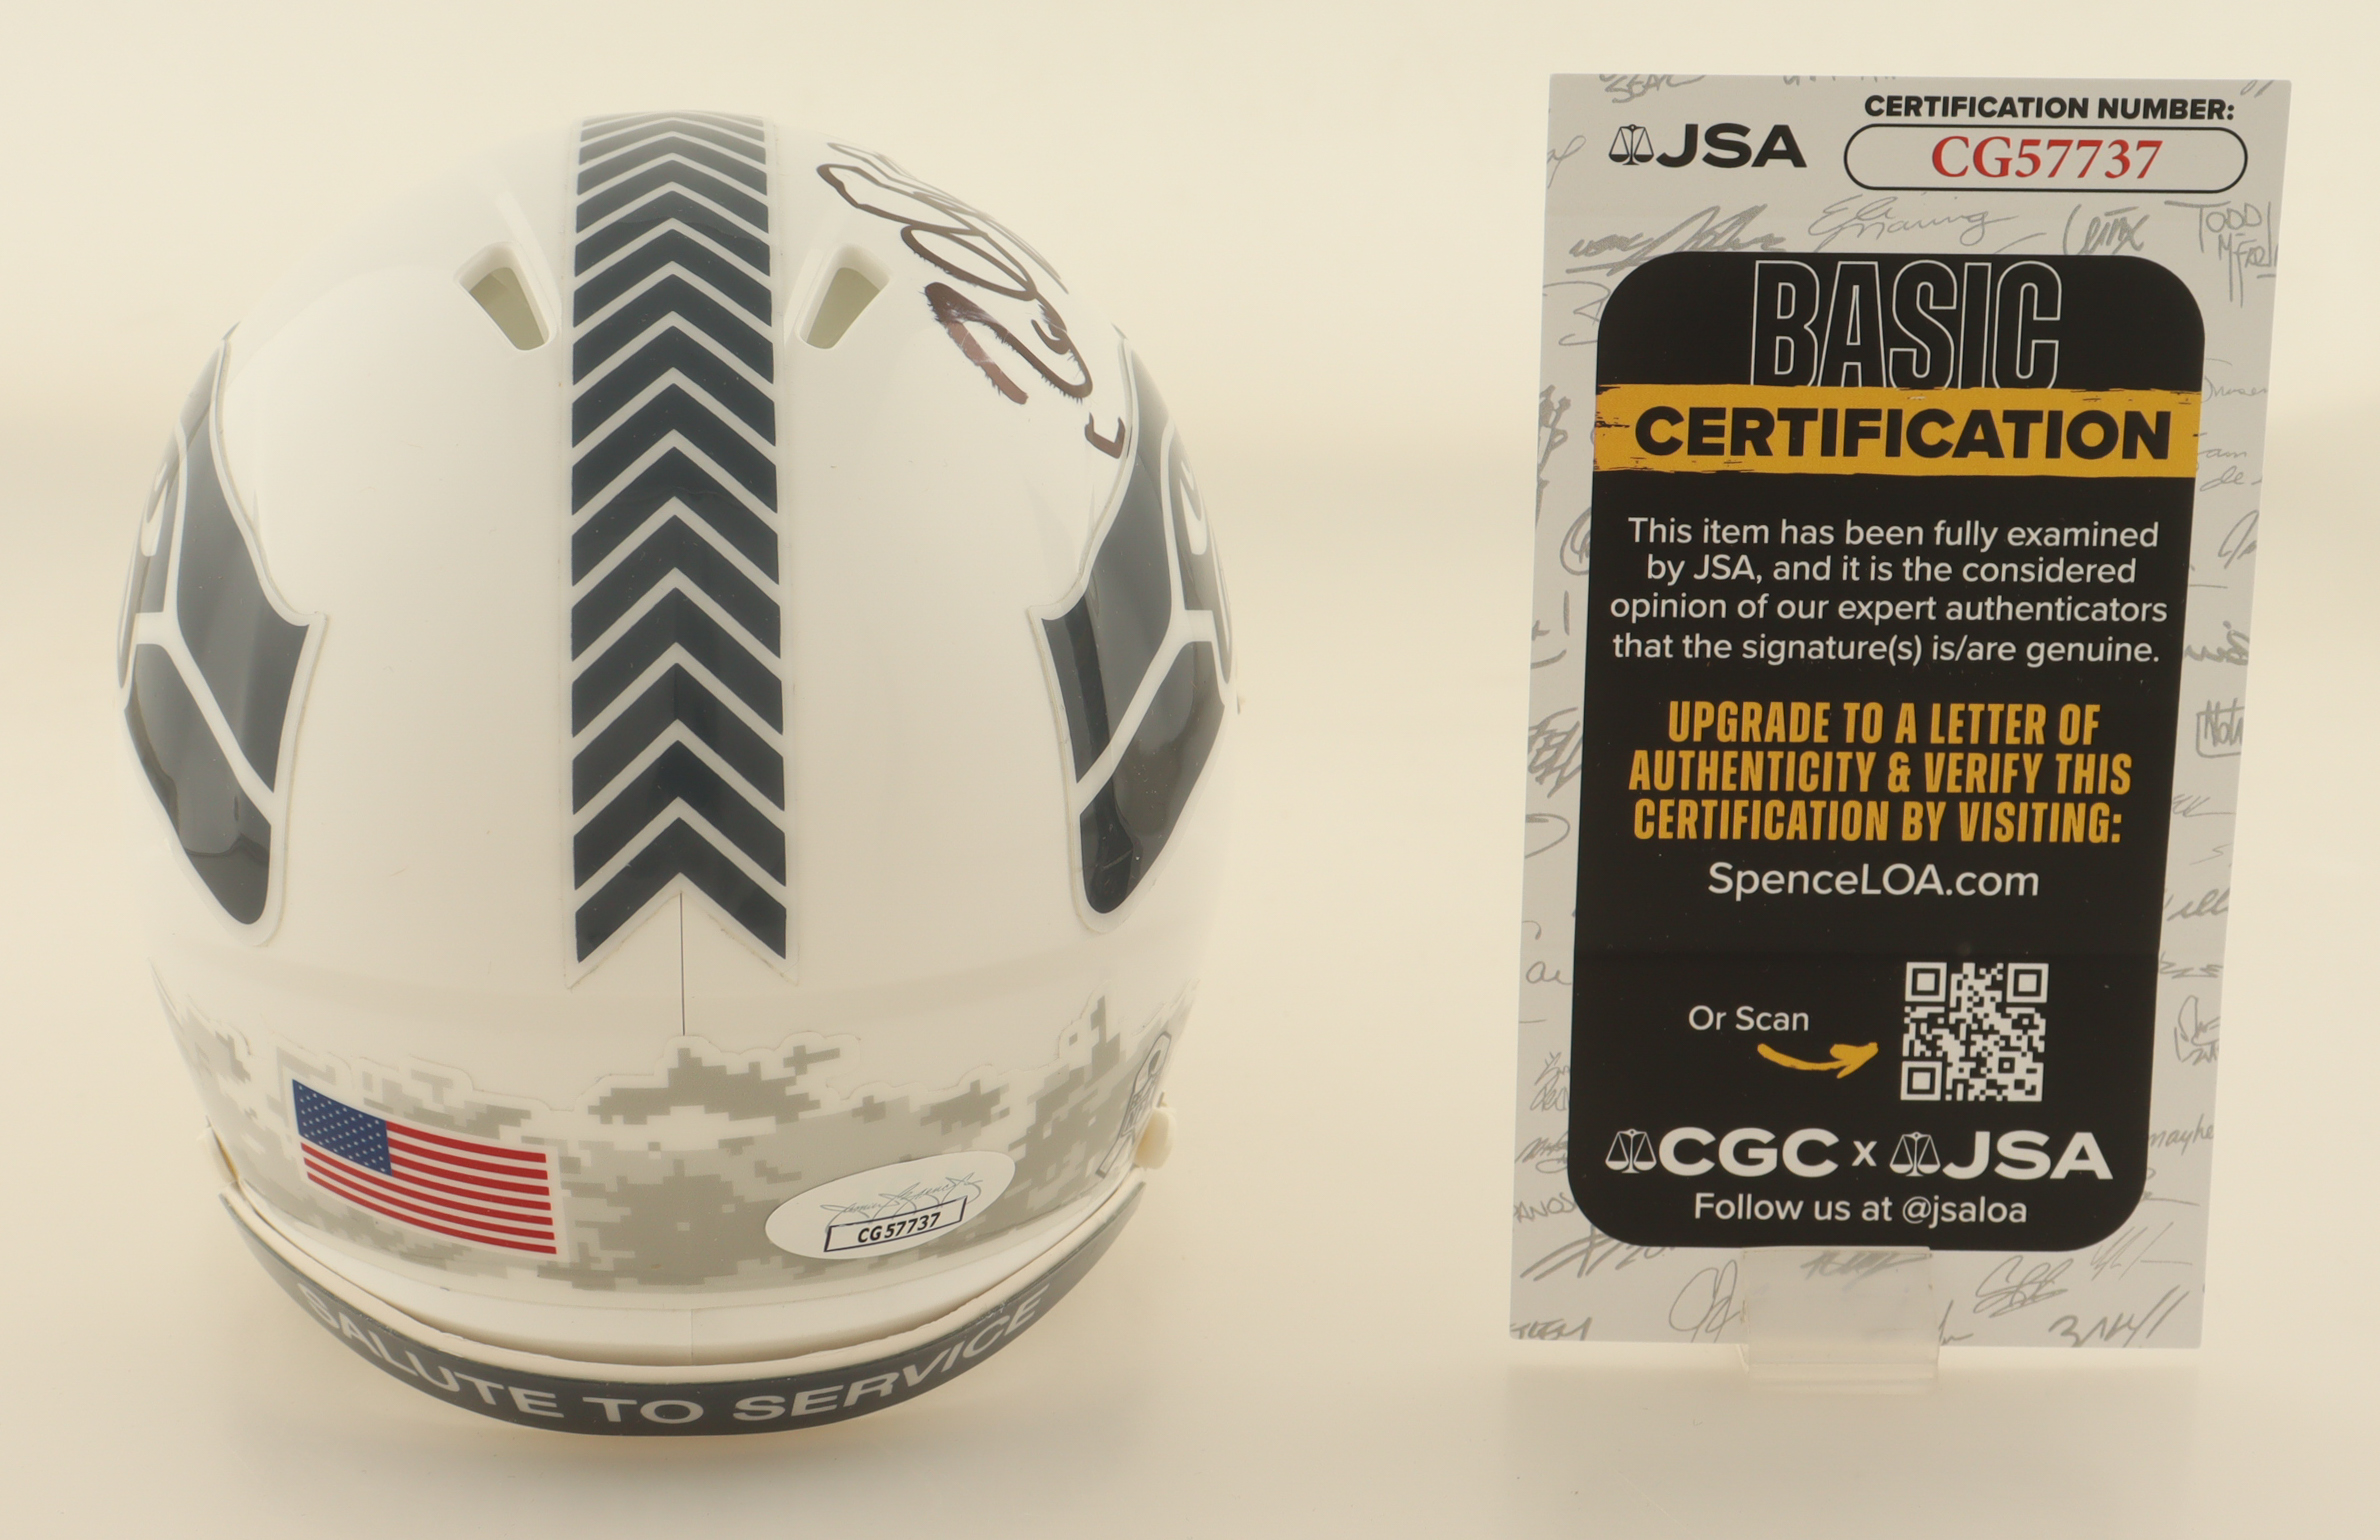 JSA
CERTIFICATION NUMBER:
CG57737
BASIC
CERTIFICATION
This item has been fully examined
by JSA, and it is the considered
opinion of our expert authenticators
that the signature(s) is/are genuine.
UPGRADE TO A LETTER OF
AUTHENTICITY & VERIFY THIS
CERTIFICATION BY VISITING:
SpenceLOA.com
Or Scan
CGC x JSA
Follow us at @jsaloa
CG57737
SALUTE TO SERVICE